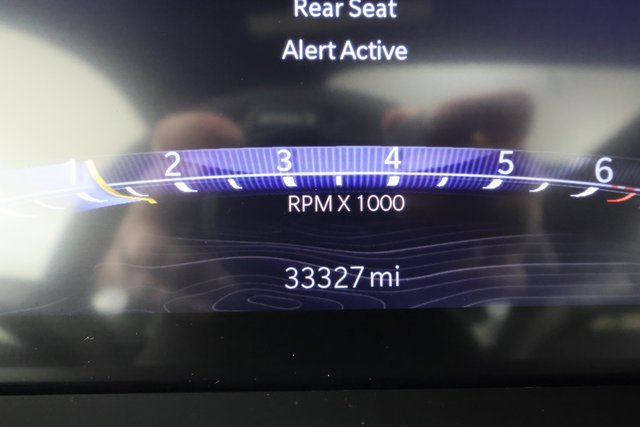 Rear Seat
Alert Active
1 2 3 4 5 6
RPM X 1000
33327 mi